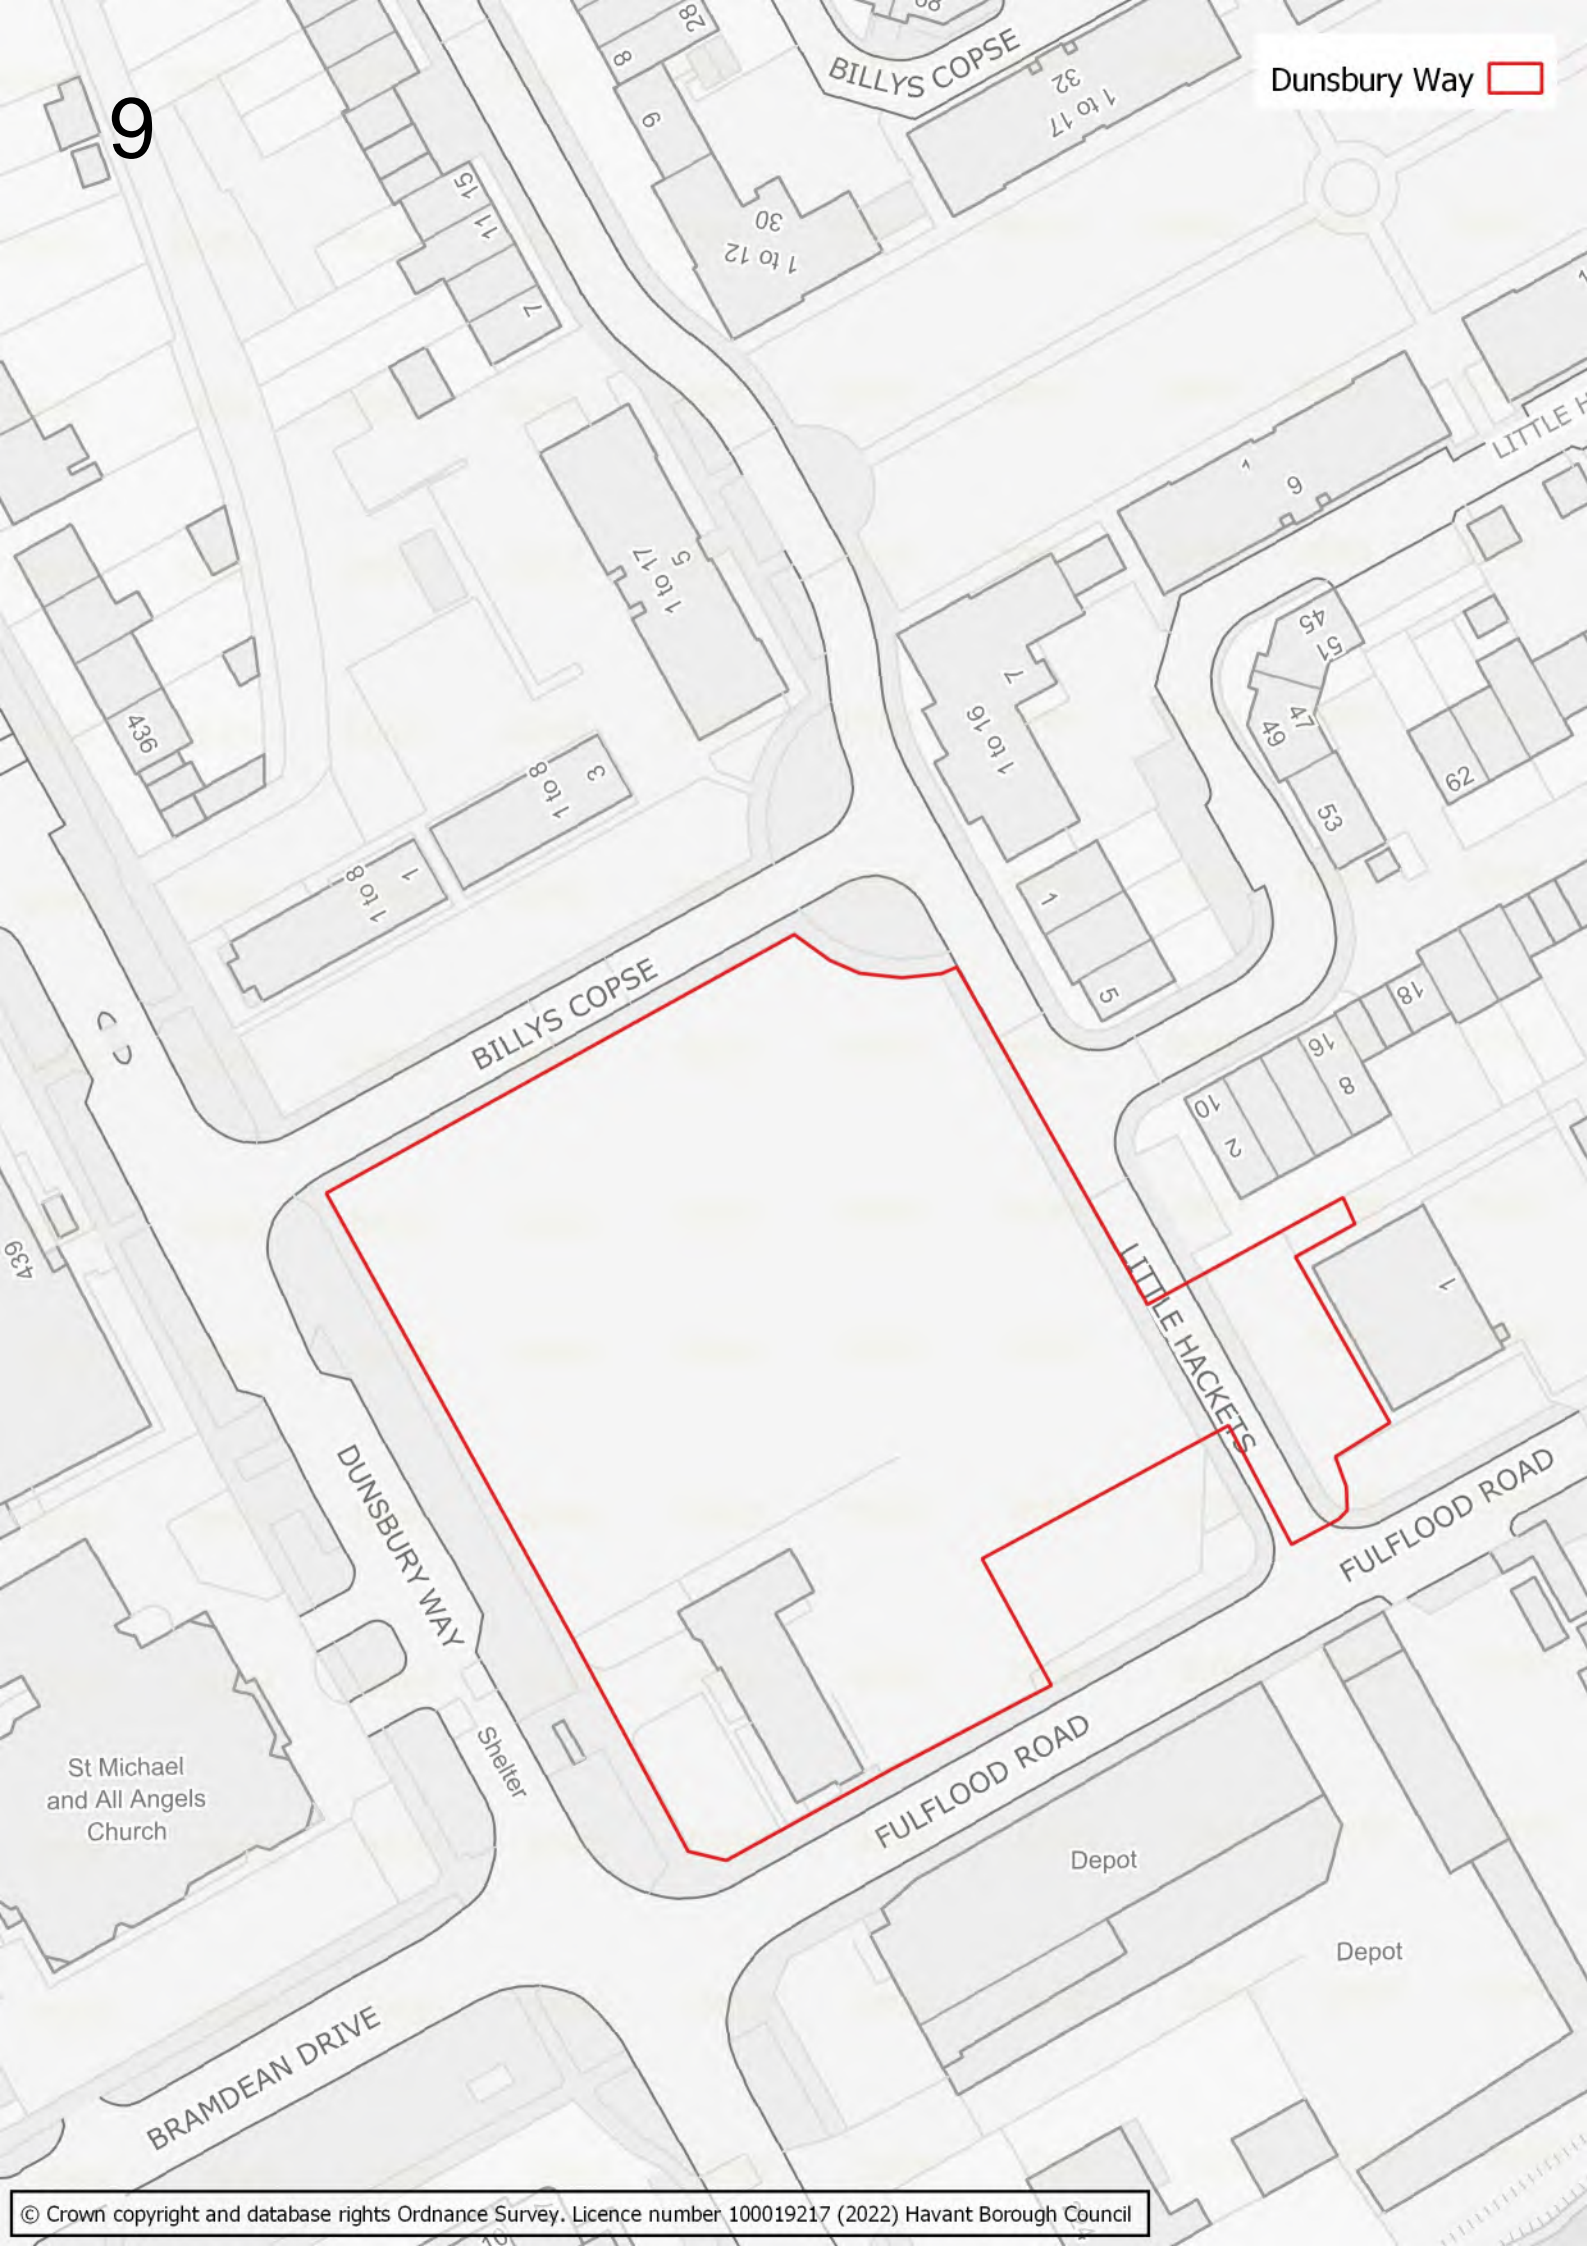 9
Dunsbury Way
BILLYS COPSE
28
8
9
32
1 to 17
15
11
7
30
1 to 12
5
1 to 17
1
9
LITTLE H
45
51
47
49
53
62
7
1 to 16
436
3
1 to 8
1
1 to 8
1
5
18
16
8
10
2
BILLYS COPSE
439
1
LITTLE HACKETS
DUNSBURY WAY
FULFLOOD ROAD
Shelter
St Michael
and All Angels
Church
FULFLOOD ROAD
Depot
Depot
BRAMDEAN DRIVE
© Crown copyright and database rights Ordnance Survey. Licence number 100019217 (2022) Havant Borough Council